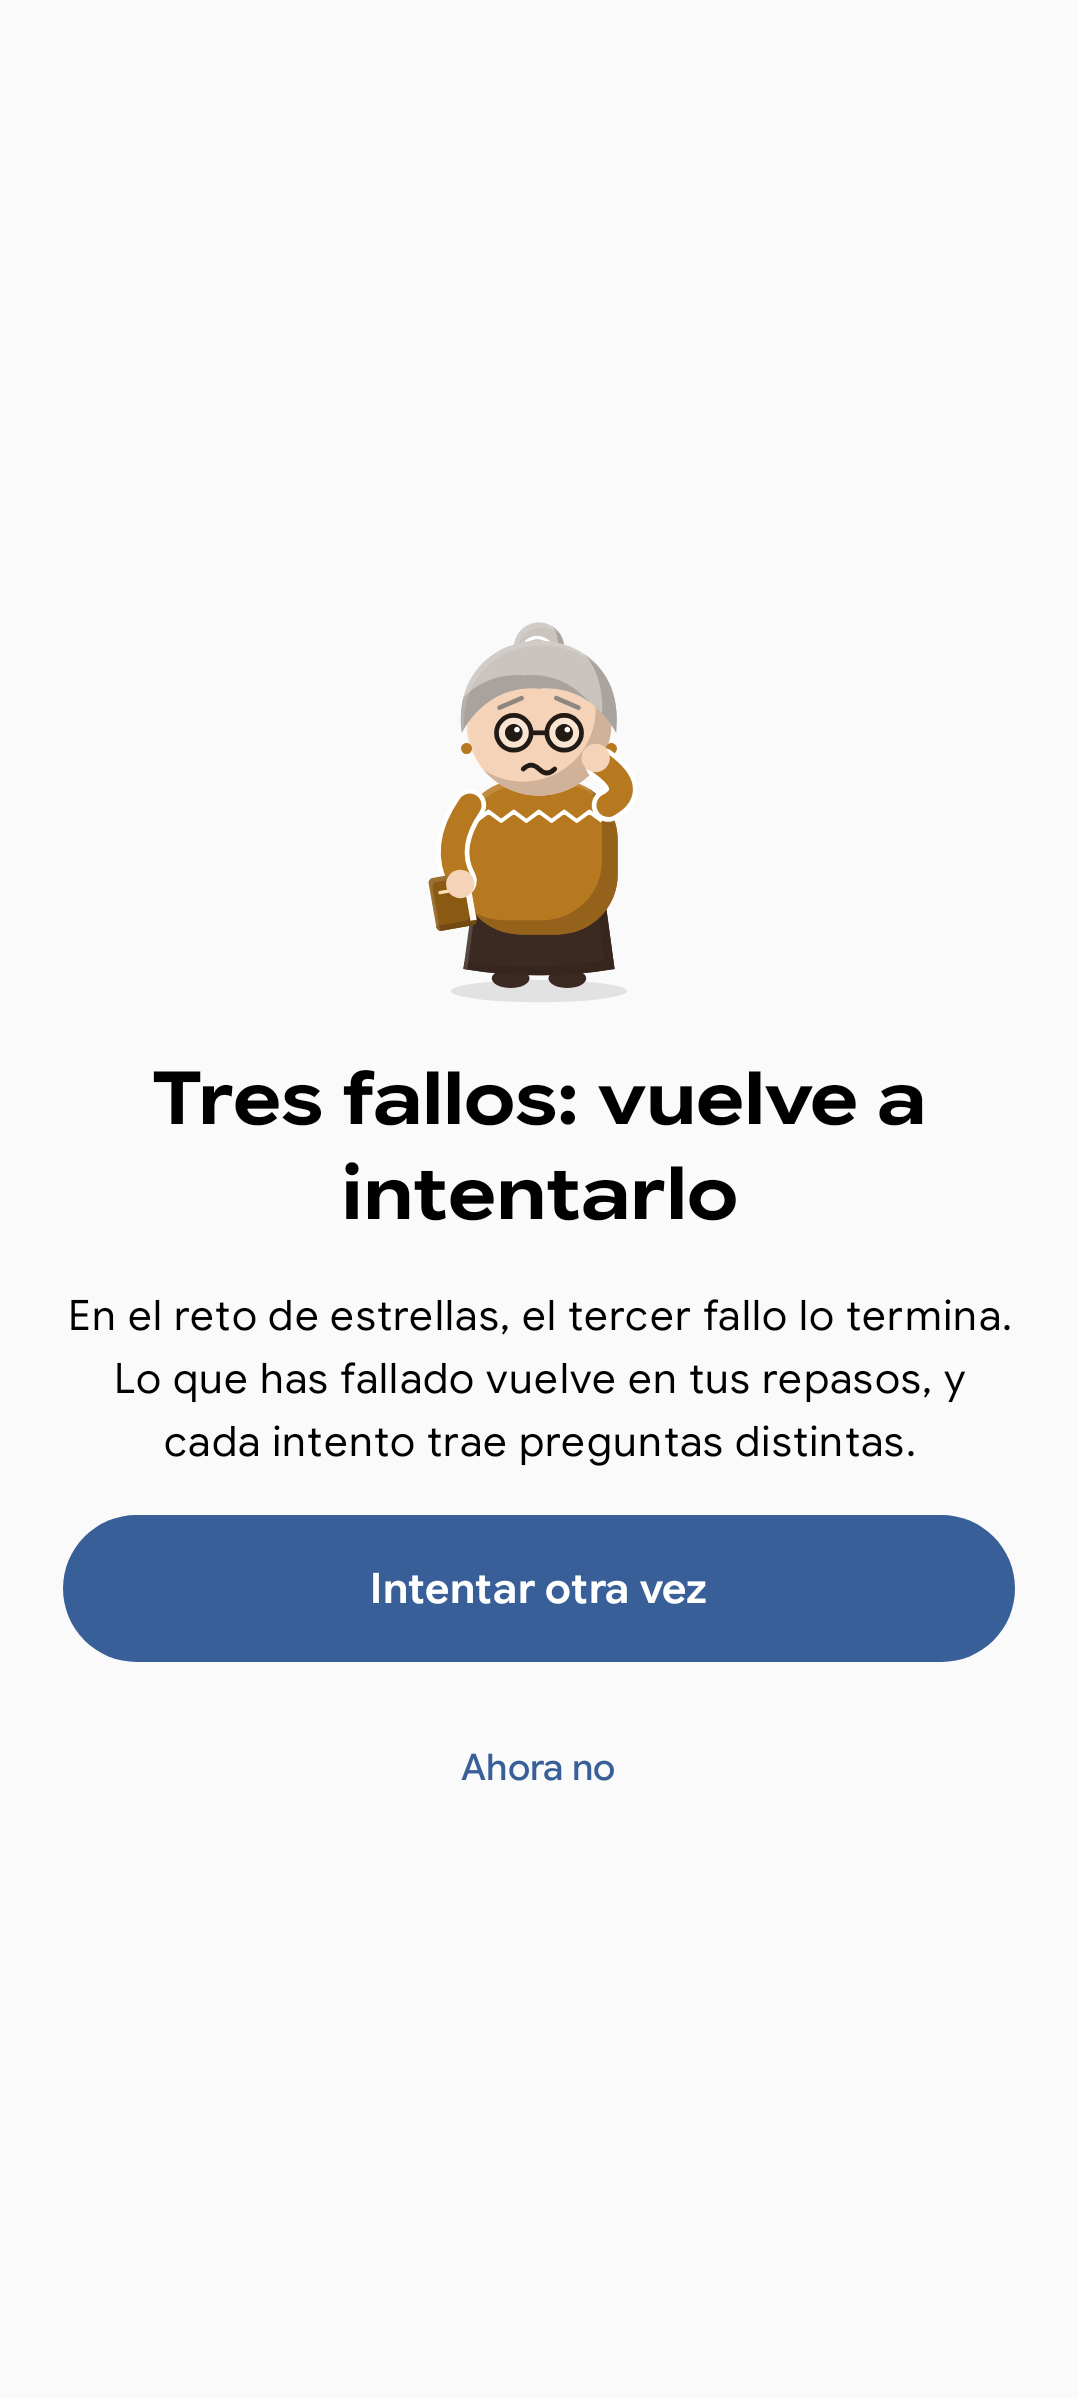 Tres fallos: vuelve a
intentarlo
En el reto de estrellas, el tercer fallo lo termina.
Lo que has fallado vuelve en tus repasos, y
cada intento trae preguntas distintas.
Intentar otra vez
Ahora no